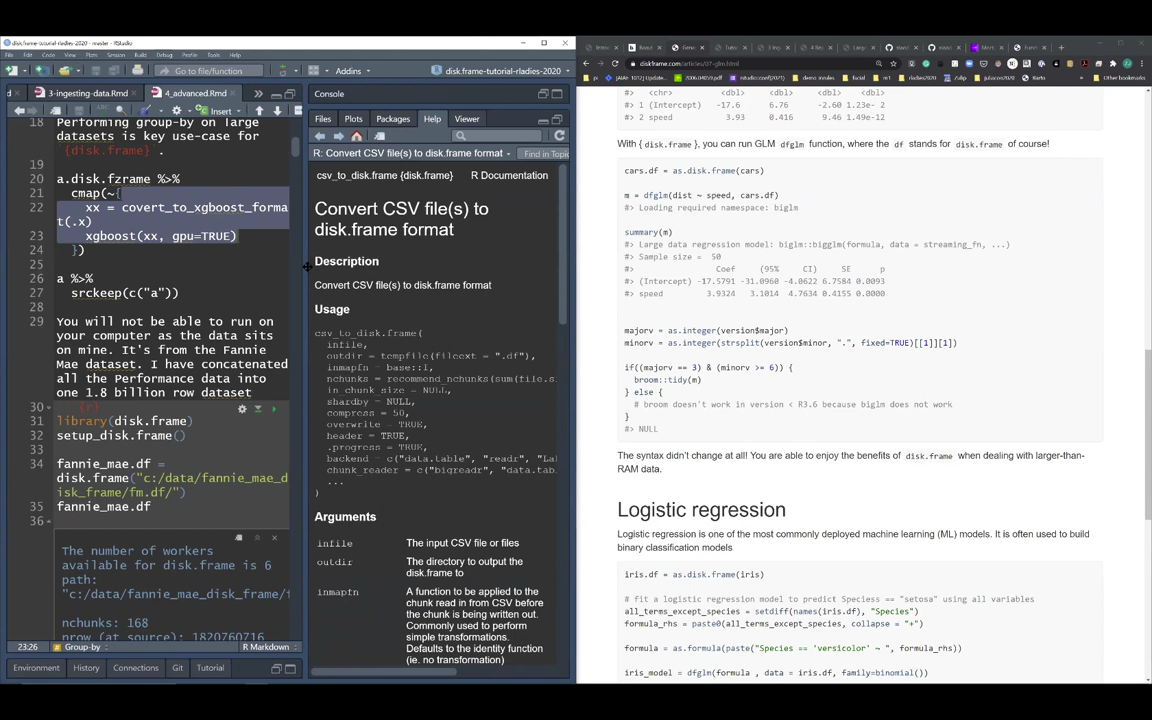 disk.frame-tutorial-rladies-2020 - master - RStudio
File Edit Code View Plots Session Build Debug Profile Tools Help
Go to file/function
Addins
disk.frame-tutorial-rladies-2020
3-ingesting-data.Rmd
4_advanced.Rmd
Insert
18 Performing group-by on large
datasets is key use-case for
`{disk.frame}`.
19
20 a.disk.fzrame %>%
21 cmap(~{
22 xx = covert_to_xgboost_forma
t(.x)
23 xgboost(xx, gpu=TRUE)
24 })
25
26 a %>%
27 srckeep(c("a"))
28
29 You will not be able to run on
your computer as the data sits
on mine. It's from the Fannie
Mae dataset. I have concatenated
all the Performance data into
one 1.8 billion row dataset
30 {r}
31 library(disk.frame)
32 setup_disk.frame()
33
34 fannie_mae.df =
disk.frame("c:/data/fannie_mae_d
isk_frame/fm.df/")
35 fannie_mae.df
36
The number of workers
available for disk.frame is 6
path:
"c:/data/fannie_mae_disk_frame/
nchunks: 168
nrow (at source): 1820760716
23:26 Group-by R Markdown
Environment History Connections Git Tutorial
Console
Files Plots Packages Help Viewer
R: Convert CSV file(s) to disk.frame format
Find in Topic
csv_to_disk.frame {disk.frame} R Documentation
Convert CSV file(s) to
disk.frame format
Description
Convert CSV file(s) to disk.frame format
Usage
csv_to_disk.frame(
infile,
outdir = tempfile(fileext = ".df"),
inmapfn = base::I,
nchunks = recommend_nchunks(sum(file.si
in_chunk_size = NULL,
shardby = NULL,
compress = 50,
overwrite = TRUE,
header = TRUE,
.progress = TRUE,
backend = c("data.table", "readr", "La
chunk_reader = c("bigreadr", "data.tab
...
)
Arguments
infile The input CSV file or files
outdir The directory to output the
disk.frame to
inmapfn A function to be applied to the
chunk read in from CSV before
the chunk is being written out.
Commonly used to perform
simple transformations.
Defaults to the identity function
(ie. no transformation)
/articles/07-glm.html
Other bookmarks
#> <chr> <dbl> <dbl> <dbl> <dbl>
#> 1 (Intercept) -17.6 6.76 -2.60 1.23e- 2
#> 2 speed 3.93 0.416 9.46 1.49e-12
With { disk.frame }, you can run GLM dfglm function, where the df stands for disk.frame of course!
cars.df = as.disk.frame(cars)
m = dfglm(dist ~ speed, cars.df)
#> Loading required namespace: biglm
summary(m)
#> Large data regression model: biglm::bigglm(formula, data = streaming_fn, ...)
#> Sample size = 50
#> Coef (95% CI) SE p
#> (Intercept) -17.5791 -31.0960 -4.0622 6.7584 0.0093
#> speed 3.9324 3.1014 4.7634 0.4155 0.0000
majorv = as.integer(version$major)
minorv = as.integer(strsplit(version$minor, ".", fixed=TRUE)[[1]][1])
if((majorv == 3) & (minorv >= 6)) {
broom::tidy(m)
} else {
# broom doesn't work in version < R3.6 because biglm does not work
}
#> NULL
The syntax didn't change at all! You are able to enjoy the benefits of disk.frame when dealing with larger-than-
RAM data.
Logistic regression
Logistic regression is one of the most commonly deployed machine learning (ML) models. It is often used to build
binary classification models
iris.df = as.disk.frame(iris)
# fit a logistic regression model to predict Speciess == "setosa" using all variables
all_terms_except_species = setdiff(names(iris.df), "Species")
formula_rhs = paste0(all_terms_except_species, collapse = "+")
formula = as.formula(paste("Species == 'versicolor' ~ ", formula_rhs))
iris_model = dfglm(formula , data = iris.df, family=binomial())